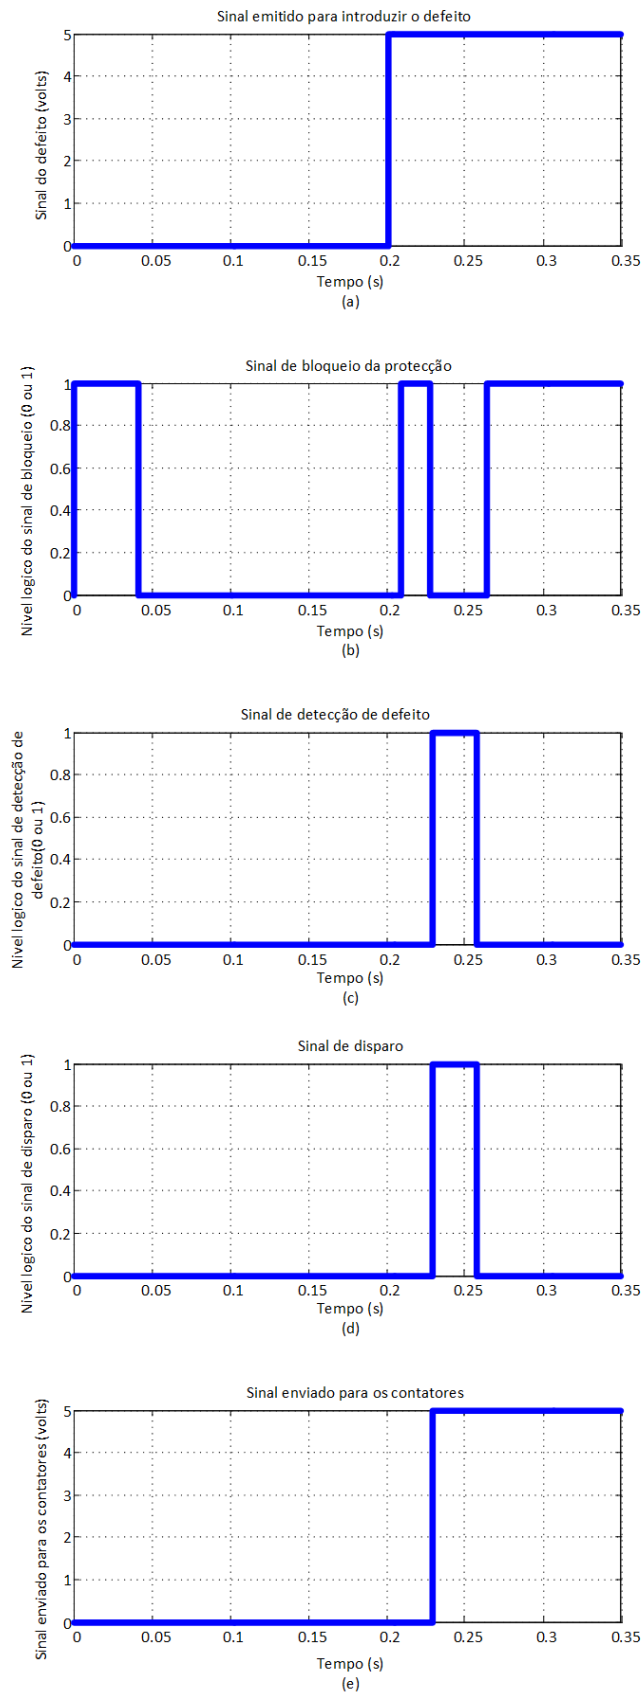 Sinal emitido para introduzir o defeito
Sinal do defeito (volts)
5
4
3
2
1
0
0 0.05 0.1 0.15 0.2 0.25 0.3 0.35
Tempo (s)
(a)
Sinal de bloqueio da protecção
Nivel logico do sinal de bloqueio (0 ou 1)
1
0.8
0.6
0.4
0.2
0
0 0.05 0.1 0.15 0.2 0.25 0.3 0.35
Tempo (s)
(b)
Sinal de detecção de defeito
Nivel logico do sinal de detecção de
defeito(0 ou 1)
1
0.8
0.6
0.4
0.2
0
0 0.05 0.1 0.15 0.2 0.25 0.3 0.35
Tempo (s)
(c)
Sinal de disparo
Nivel logico do sinal de disparo (0 ou 1)
1
0.8
0.6
0.4
0.2
0
0 0.05 0.1 0.15 0.2 0.25 0.3 0.35
Tempo (s)
(d)
Sinal enviado para os contatores
Sinal enviado para os contatores (volts)
5
4
3
2
1
0
0 0.05 0.1 0.15 0.2 0.25 0.3 0.35
Tempo (s)
(e)